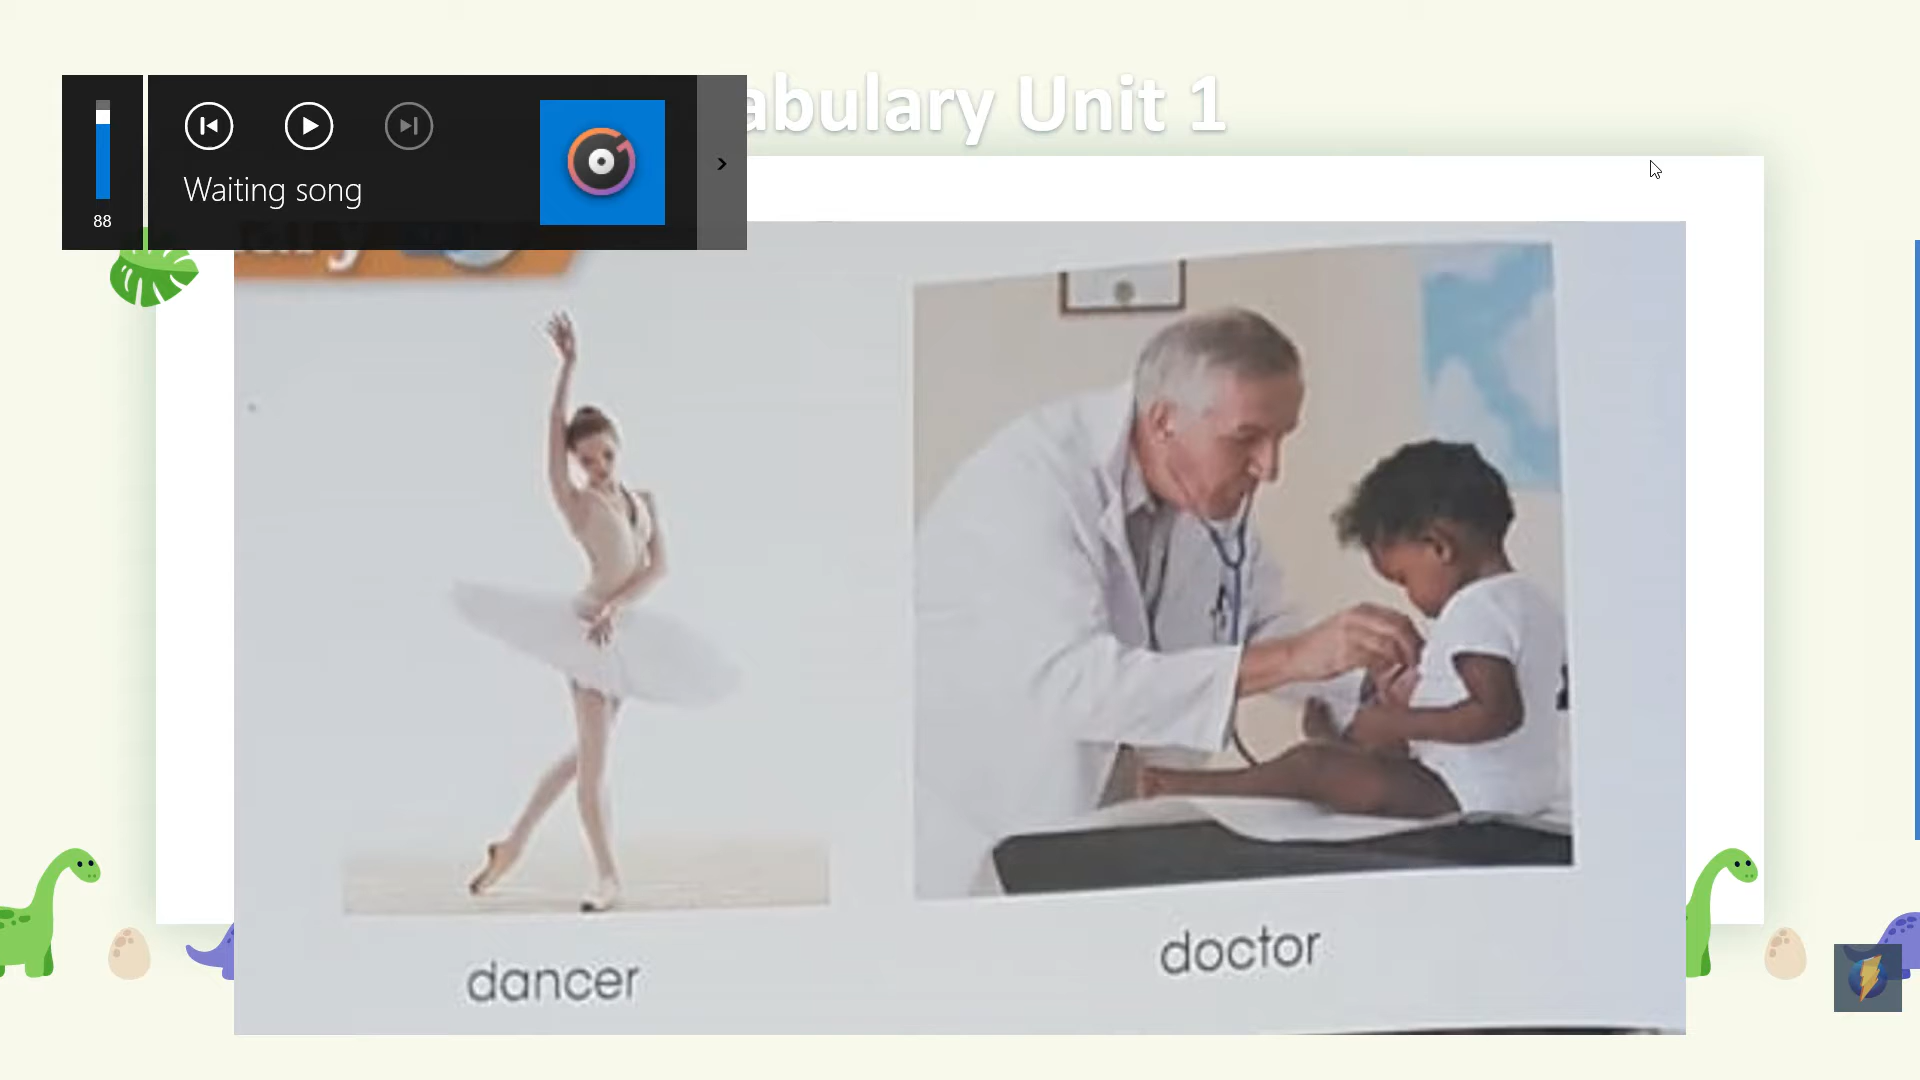 abulary Unit 1
Waiting song
88
dancer
doctor